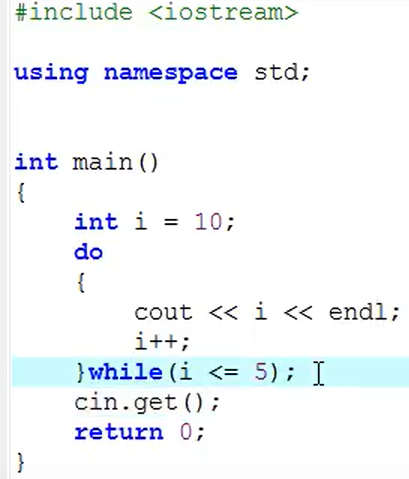 #include <iostream>
using namespace std;
int main()
{
int i = 10;
do
{
cout << i << endl;
i++;
}while(i <= 5);
cin.get();
return 0;
}